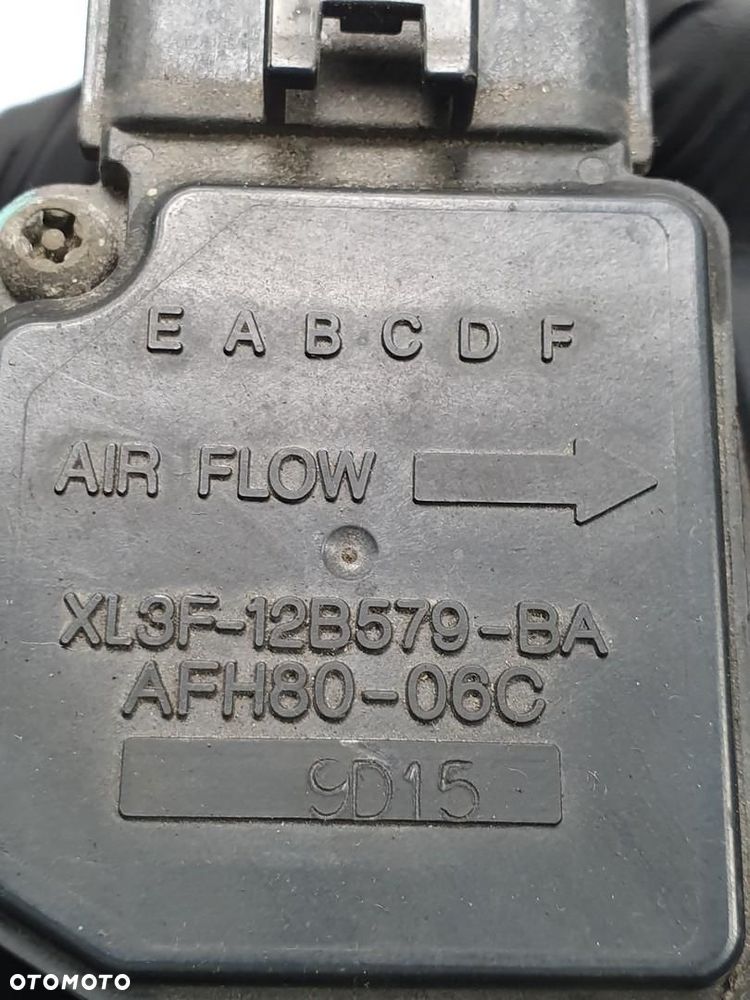 E A B C D F
AIR FLOW
XL3F-12B579-BA
AFH80-06C
9D15
OTOMOTO